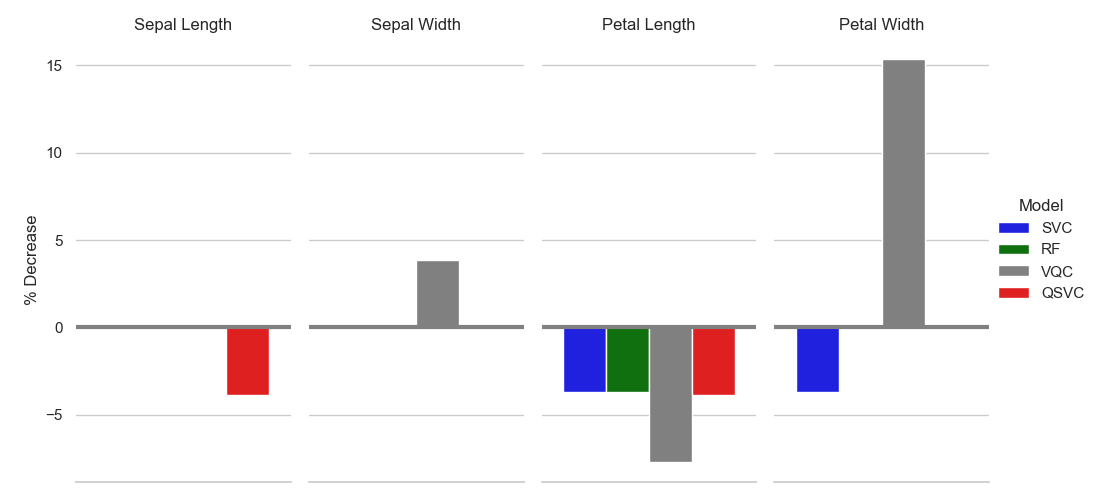 Sepal Length
Sepal Width
Petal Length
Petal Width
% Decrease
15
10
5
0
−5
Model
SVC
RF
VQC
QSVC